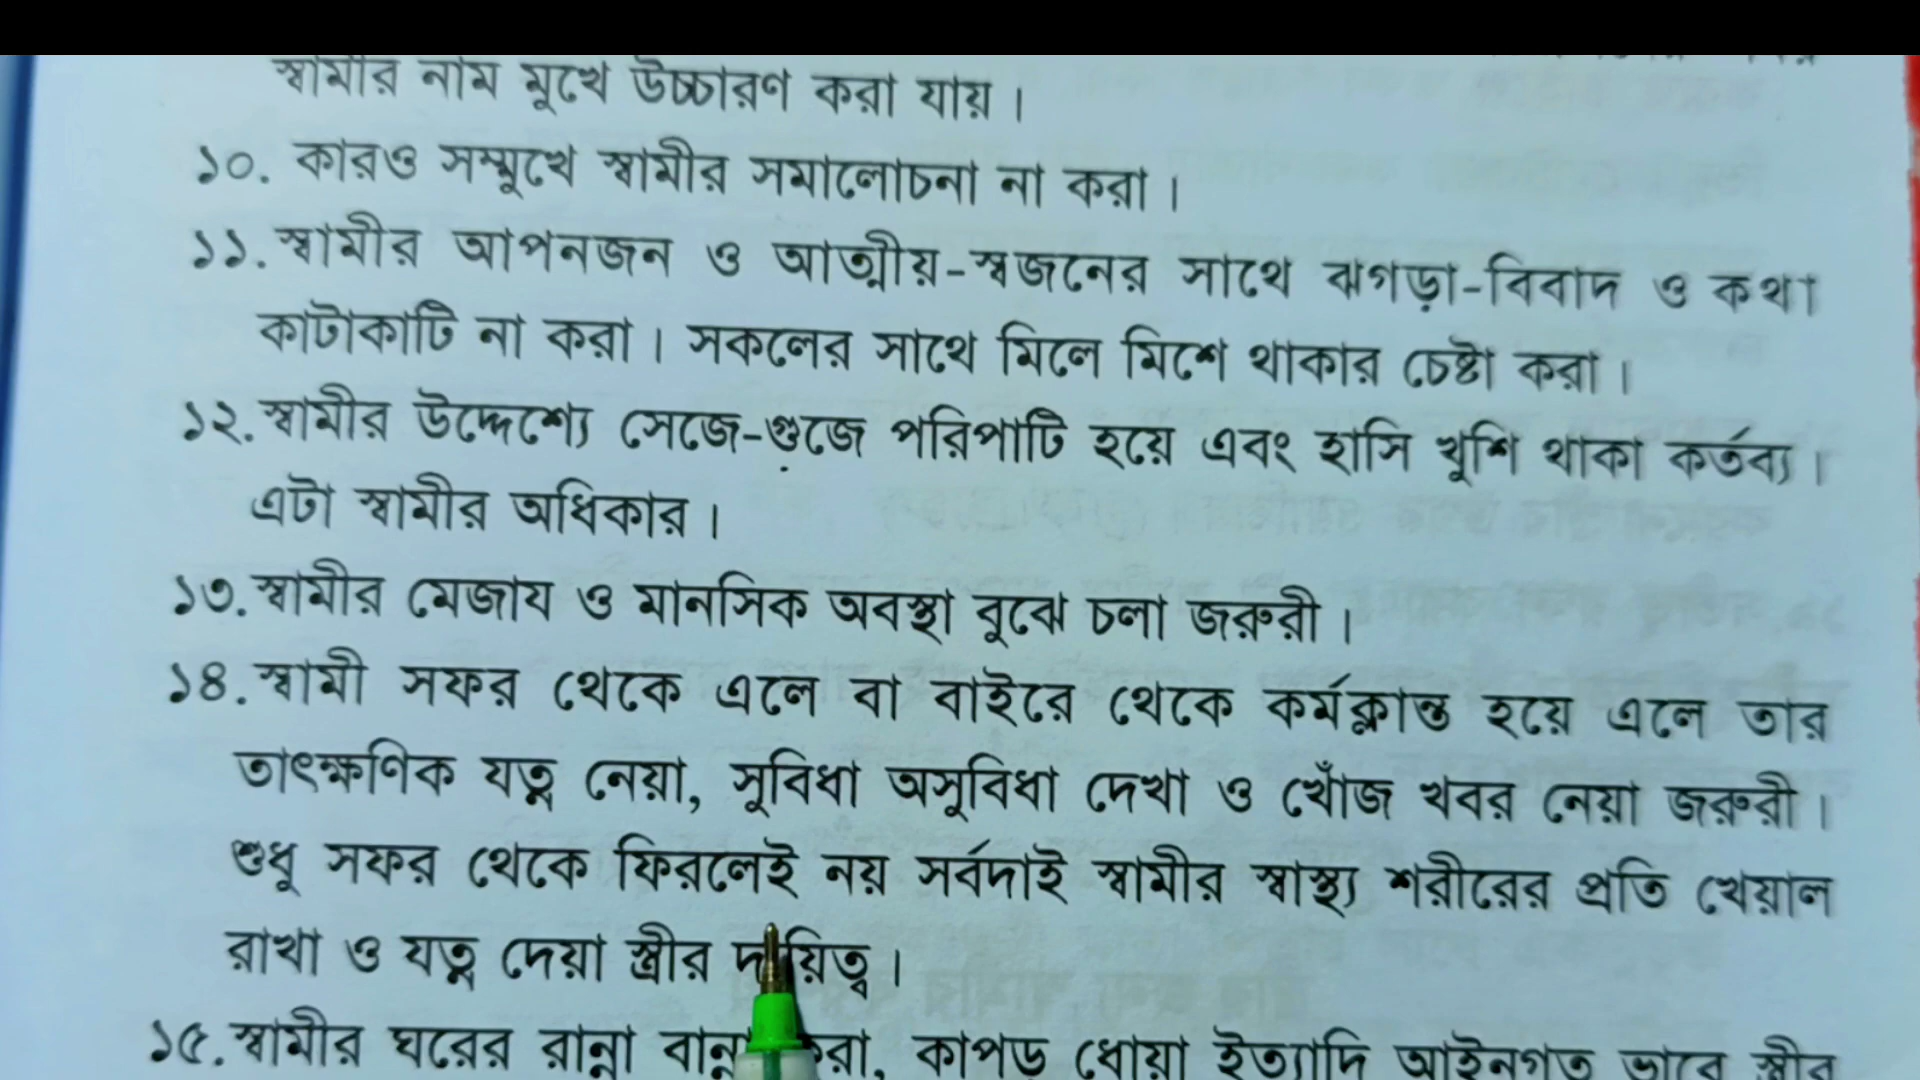 স্বামীর নাম মুখে উচ্চারণ করা যায়।
১০. কারও সম্মুখে স্বামীর সমালোচনা না করা।
১১. স্বামীর আপনজন ও আত্মীয়-স্বজনের সাথে ঝগড়া-বিবাদ ও কথা
কাটাকাটি না করা। সকলের সাথে মিলে মিশে থাকার চেষ্টা করা।
১২. স্বামীর উদ্দেশ্যে সেজে-গুজে পরিপাটি হয়ে এবং হাসি খুশি থাকা কর্তব্য।
এটা স্বামীর অধিকার।
১৩. স্বামীর মেজায ও মানসিক অবস্থা বুঝে চলা জরুরী।
১৪. স্বামী সফর থেকে এলে বা বাইরে থেকে কর্মক্লান্ত হয়ে এলে তার
তাৎক্ষণিক যত্ন নেয়া, সুবিধা অসুবিধা দেখা ও খোঁজ খবর নেয়া জরুরী।
শুধু সফর থেকে ফিরলেই নয় সর্বদাই স্বামীর স্বাস্থ্য শরীরের প্রতি খেয়াল
রাখা ও যত্ন দেয়া স্ত্রীর দায়িত্ব।
১৫. স্বামীর ঘরের রান্না বান্না করা, কাপড় ধোয়া ইত্যাদি আইনগত ভাবে স্ত্রীর